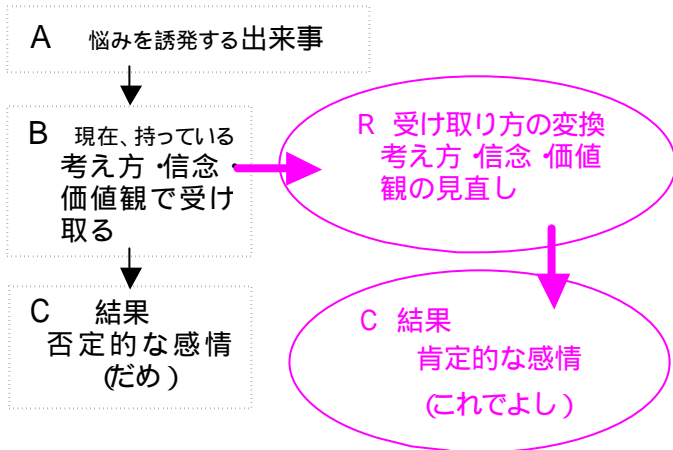 A 悩みを誘発する出来事
B 現在、持っている
考え方・信念・
価値観で受け
取る
R 受け取り方の変換
考え方・信念・価値
観の見直し
C 結果
否定的な感情
(だめ)
C 結果
肯定的な感情
(これでよし)